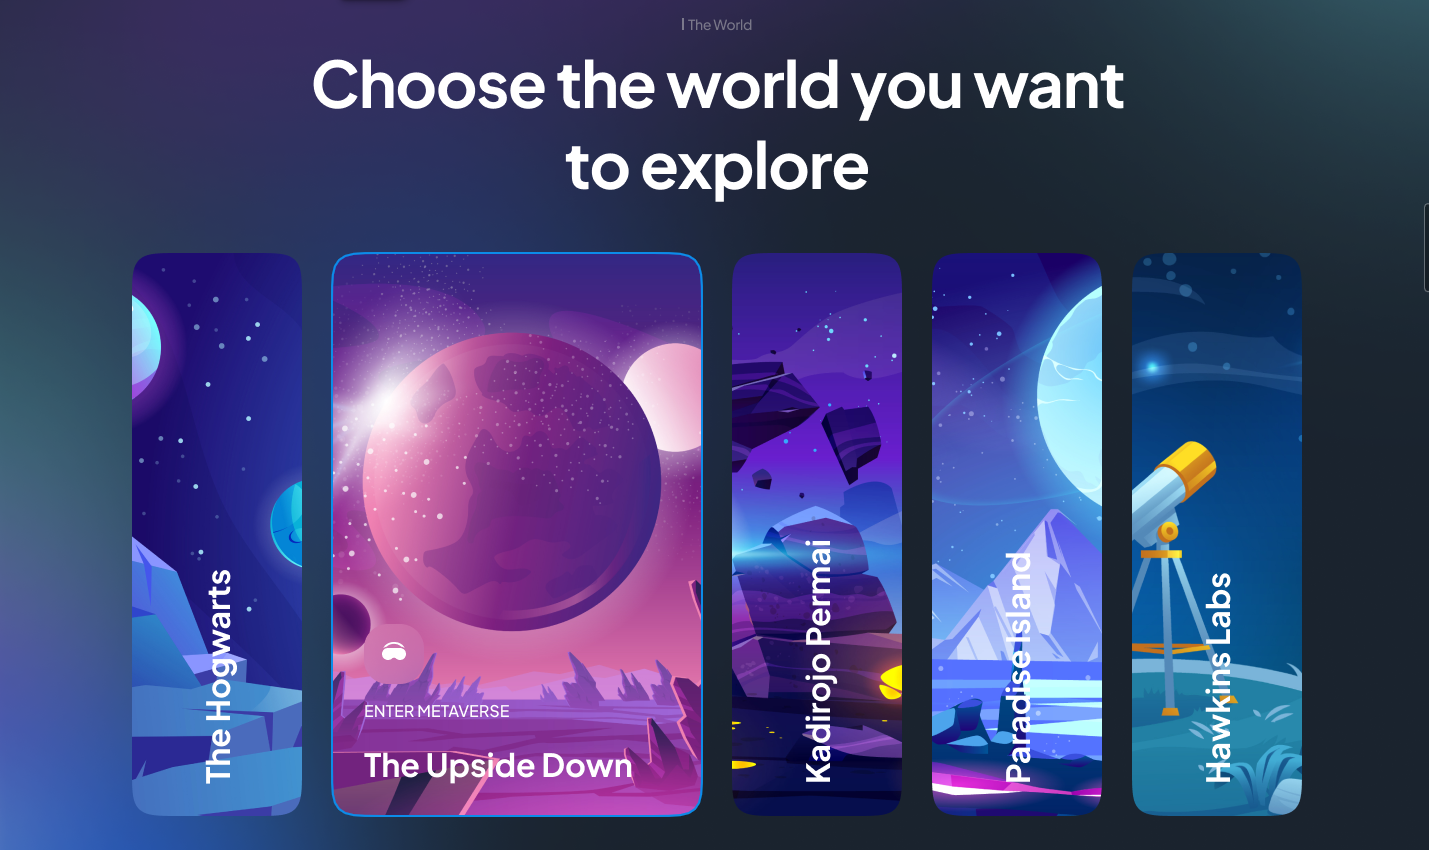 | The World
Choose the world you want
to explore
The Hogwarts
ENTER METAVERSE
The Upside Down
Kadirojo Permai
Paradise Island
Hawkins Labs